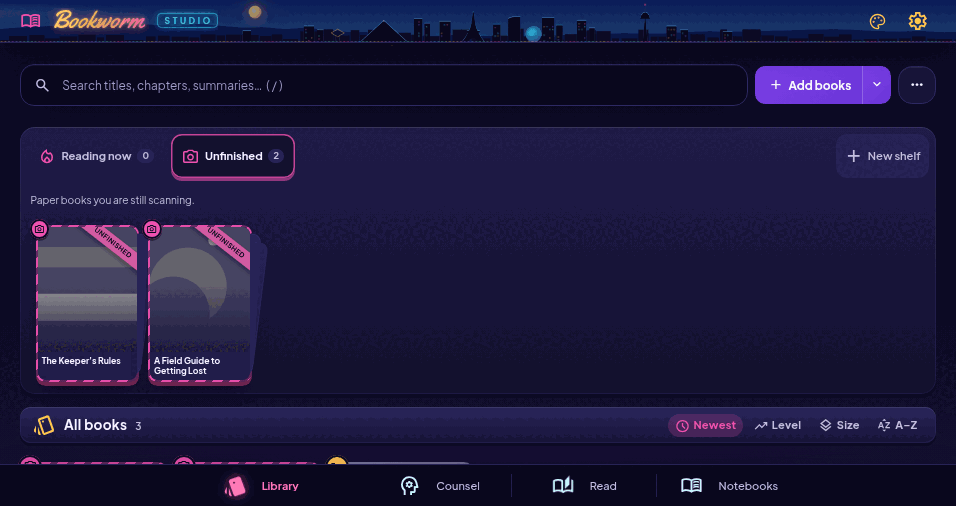 Bookworm STUDIO
Search titles, chapters, summaries... ( / )
+ Add books
Reading now 0
Unfinished 2
+ New shelf
Paper books you are still scanning.
UNFINISHED
UNFINISHED
The Keeper's Rules
A Field Guide to
Getting Lost
All books 3
Newest
Level
Size
A–Z
Library
Counsel
Read
Notebooks